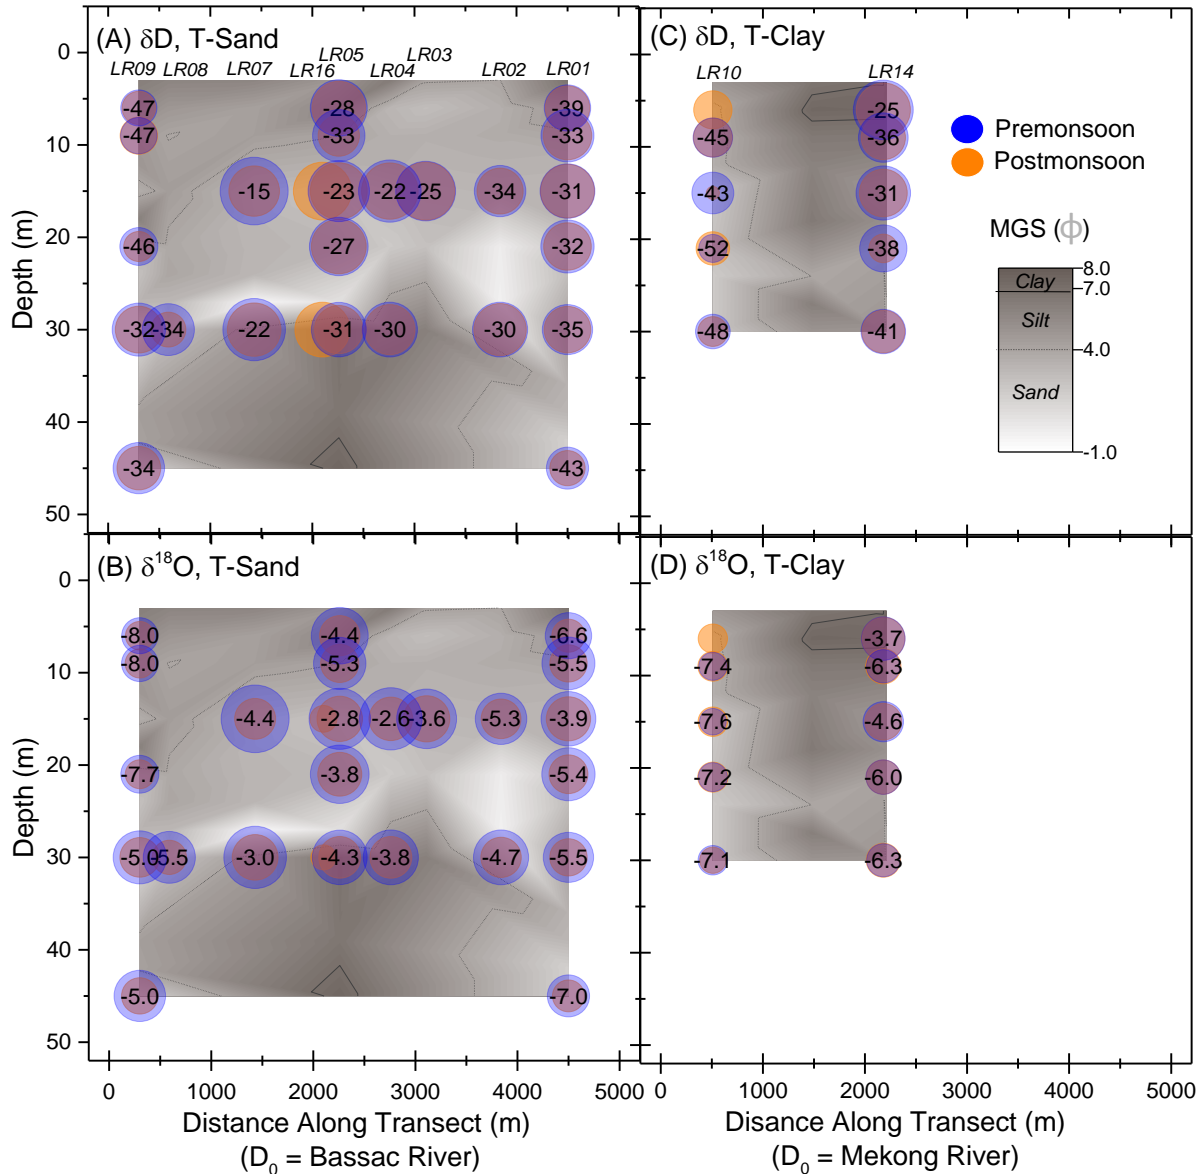 (A) δD, T-Sand
LR09 LR08 LR07 LR16 LR05 LR04 LR03 LR02 LR01
0
10
20
30
40
50
Depth (m)
-28 -39
-47
-47 -33 -33
-15 -23 -22 -25 -34 -31
-46 -27 -32
-32 -34 -22 -31 -30 -30 -35
-34 -43
(C) δD, T-Clay
LR10 LR14
-25
-45 -36
-43 -31
-52 -38
-48 -41
Premonsoon
Postmonsoon
MGS (ϕ)
Clay
Silt
Sand
8.0
7.0
4.0
-1.0
(B) δ¹⁸O, T-Sand
0
10
20
30
40
50
Depth (m)
-8.0 -4.4 -6.6
-8.0 -5.3 -5.5
-4.4 -2.8 -2.6 -3.6 -5.3 -3.9
-7.7 -3.8 -5.4
-5.0 -5.5 -3.0 -4.3 -3.8 -4.7 -5.5
-5.0 -7.0
0 1000 2000 3000 4000 5000
Distance Along Transect (m)
(D₀ = Bassac River)
(D) δ¹⁸O, T-Clay
-3.7
-7.4 -6.3
-7.6 -4.6
-7.2 -6.0
-7.1 -6.3
0 1000 2000 3000 4000 5000
Disance Along Transect (m)
(D₀ = Mekong River)